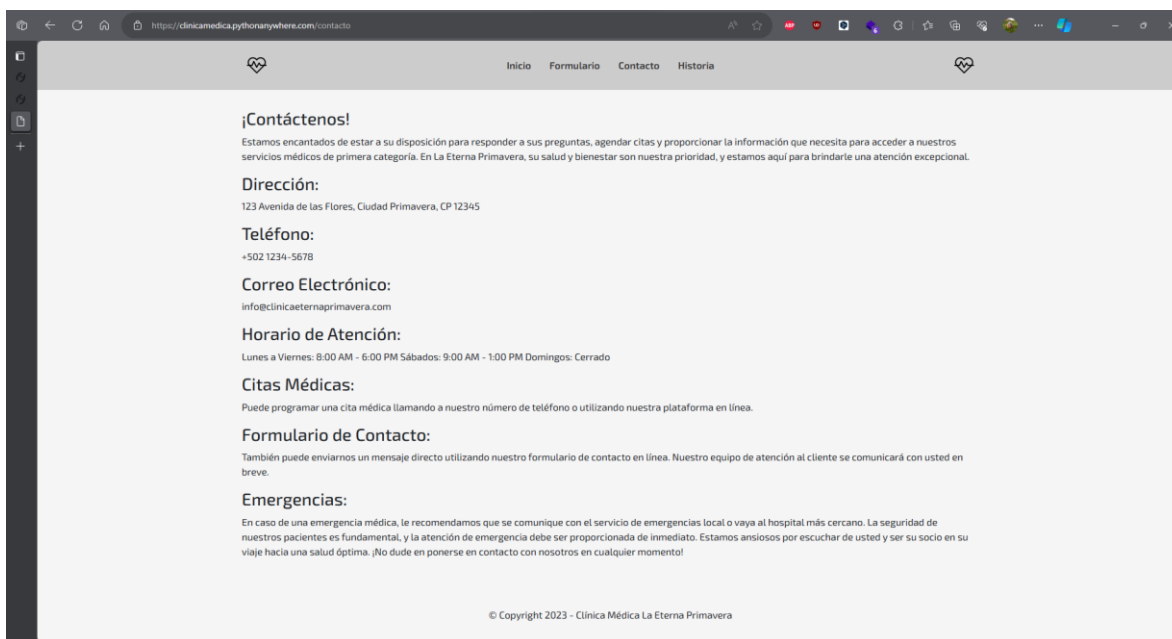 https://clinicamedica.pythonanywhere.com/contacto
Inicio Formulario Contacto Historia
¡Contáctenos!
Estamos encantados de estar a su disposición para responder a sus preguntas, agendar citas y proporcionar la información que necesita para acceder a nuestros
servicios médicos de primera categoría. En La Eterna Primavera, su salud y bienestar son nuestra prioridad, y estamos aquí para brindarle una atención excepcional.
Dirección:
123 Avenida de las Flores, Ciudad Primavera, CP 12345
Teléfono:
+502 1234-5678
Correo Electrónico:
info@clinicaeternaprimavera.com
Horario de Atención:
Lunes a Viernes: 8:00 AM - 6:00 PM Sábados: 9:00 AM - 1:00 PM Domingos: Cerrado
Citas Médicas:
Puede programar una cita médica llamando a nuestro número de teléfono o utilizando nuestra plataforma en línea.
Formulario de Contacto:
También puede enviarnos un mensaje directo utilizando nuestro formulario de contacto en línea. Nuestro equipo de atención al cliente se comunicará con usted en
breve.
Emergencias:
En caso de una emergencia médica, le recomendamos que se comunique con el servicio de emergencias local o vaya al hospital más cercano. La seguridad de
nuestros pacientes es fundamental, y la atención de emergencia debe ser proporcionada de inmediato. Estamos ansiosos por escuchar de usted y ser su socio en su
viaje hacia una salud óptima. ¡No dude en ponerse en contacto con nosotros en cualquier momento!
© Copyright 2023 - Clínica Médica La Eterna Primavera